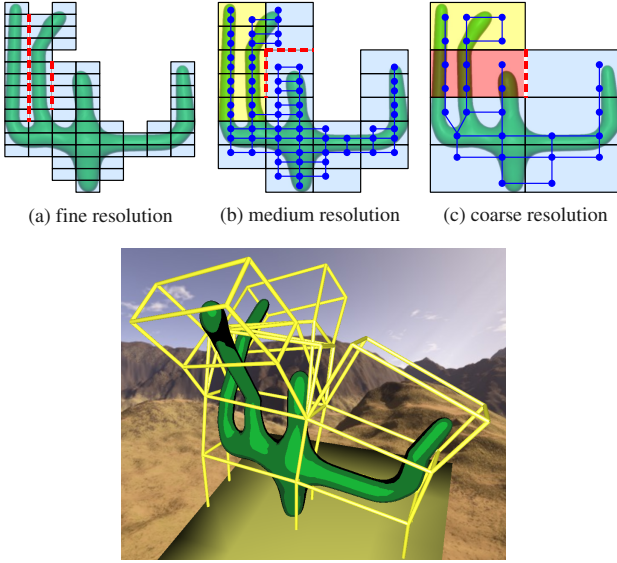 (a) fine resolution
(b) medium resolution
(c) coarse resolution